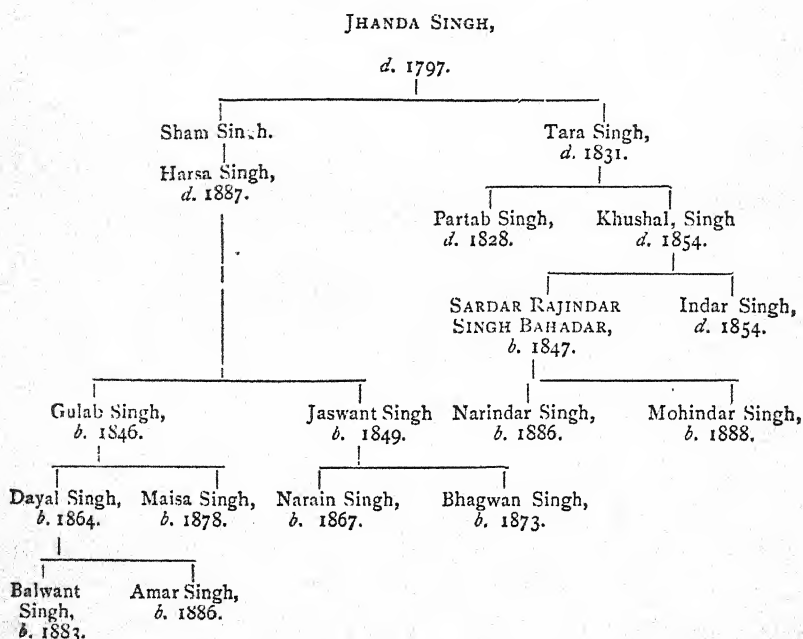 JHANDA SINGH,
d. 1797.
Sham Singh. Tara Singh,
d. 1831.
Harsa Singh,
d. 1887.
Partab Singh, Khushal, Singh
d. 1828. d. 1854.
SARDAR RAJINDAR Indar Singh,
SINGH BAHADAR, d. 1854.
b. 1847.
Gulab Singh, Jaswant Singh Narindar Singh, Mohindar Singh,
b. 1846. b. 1849. b. 1886. b. 1888.
Dayal Singh, Maisa Singh, Narain Singh, Bhagwan Singh,
b. 1864. b. 1878. b. 1867. b. 1873.
Balwant Amar Singh,
Singh, b. 1886.
b. 1883.